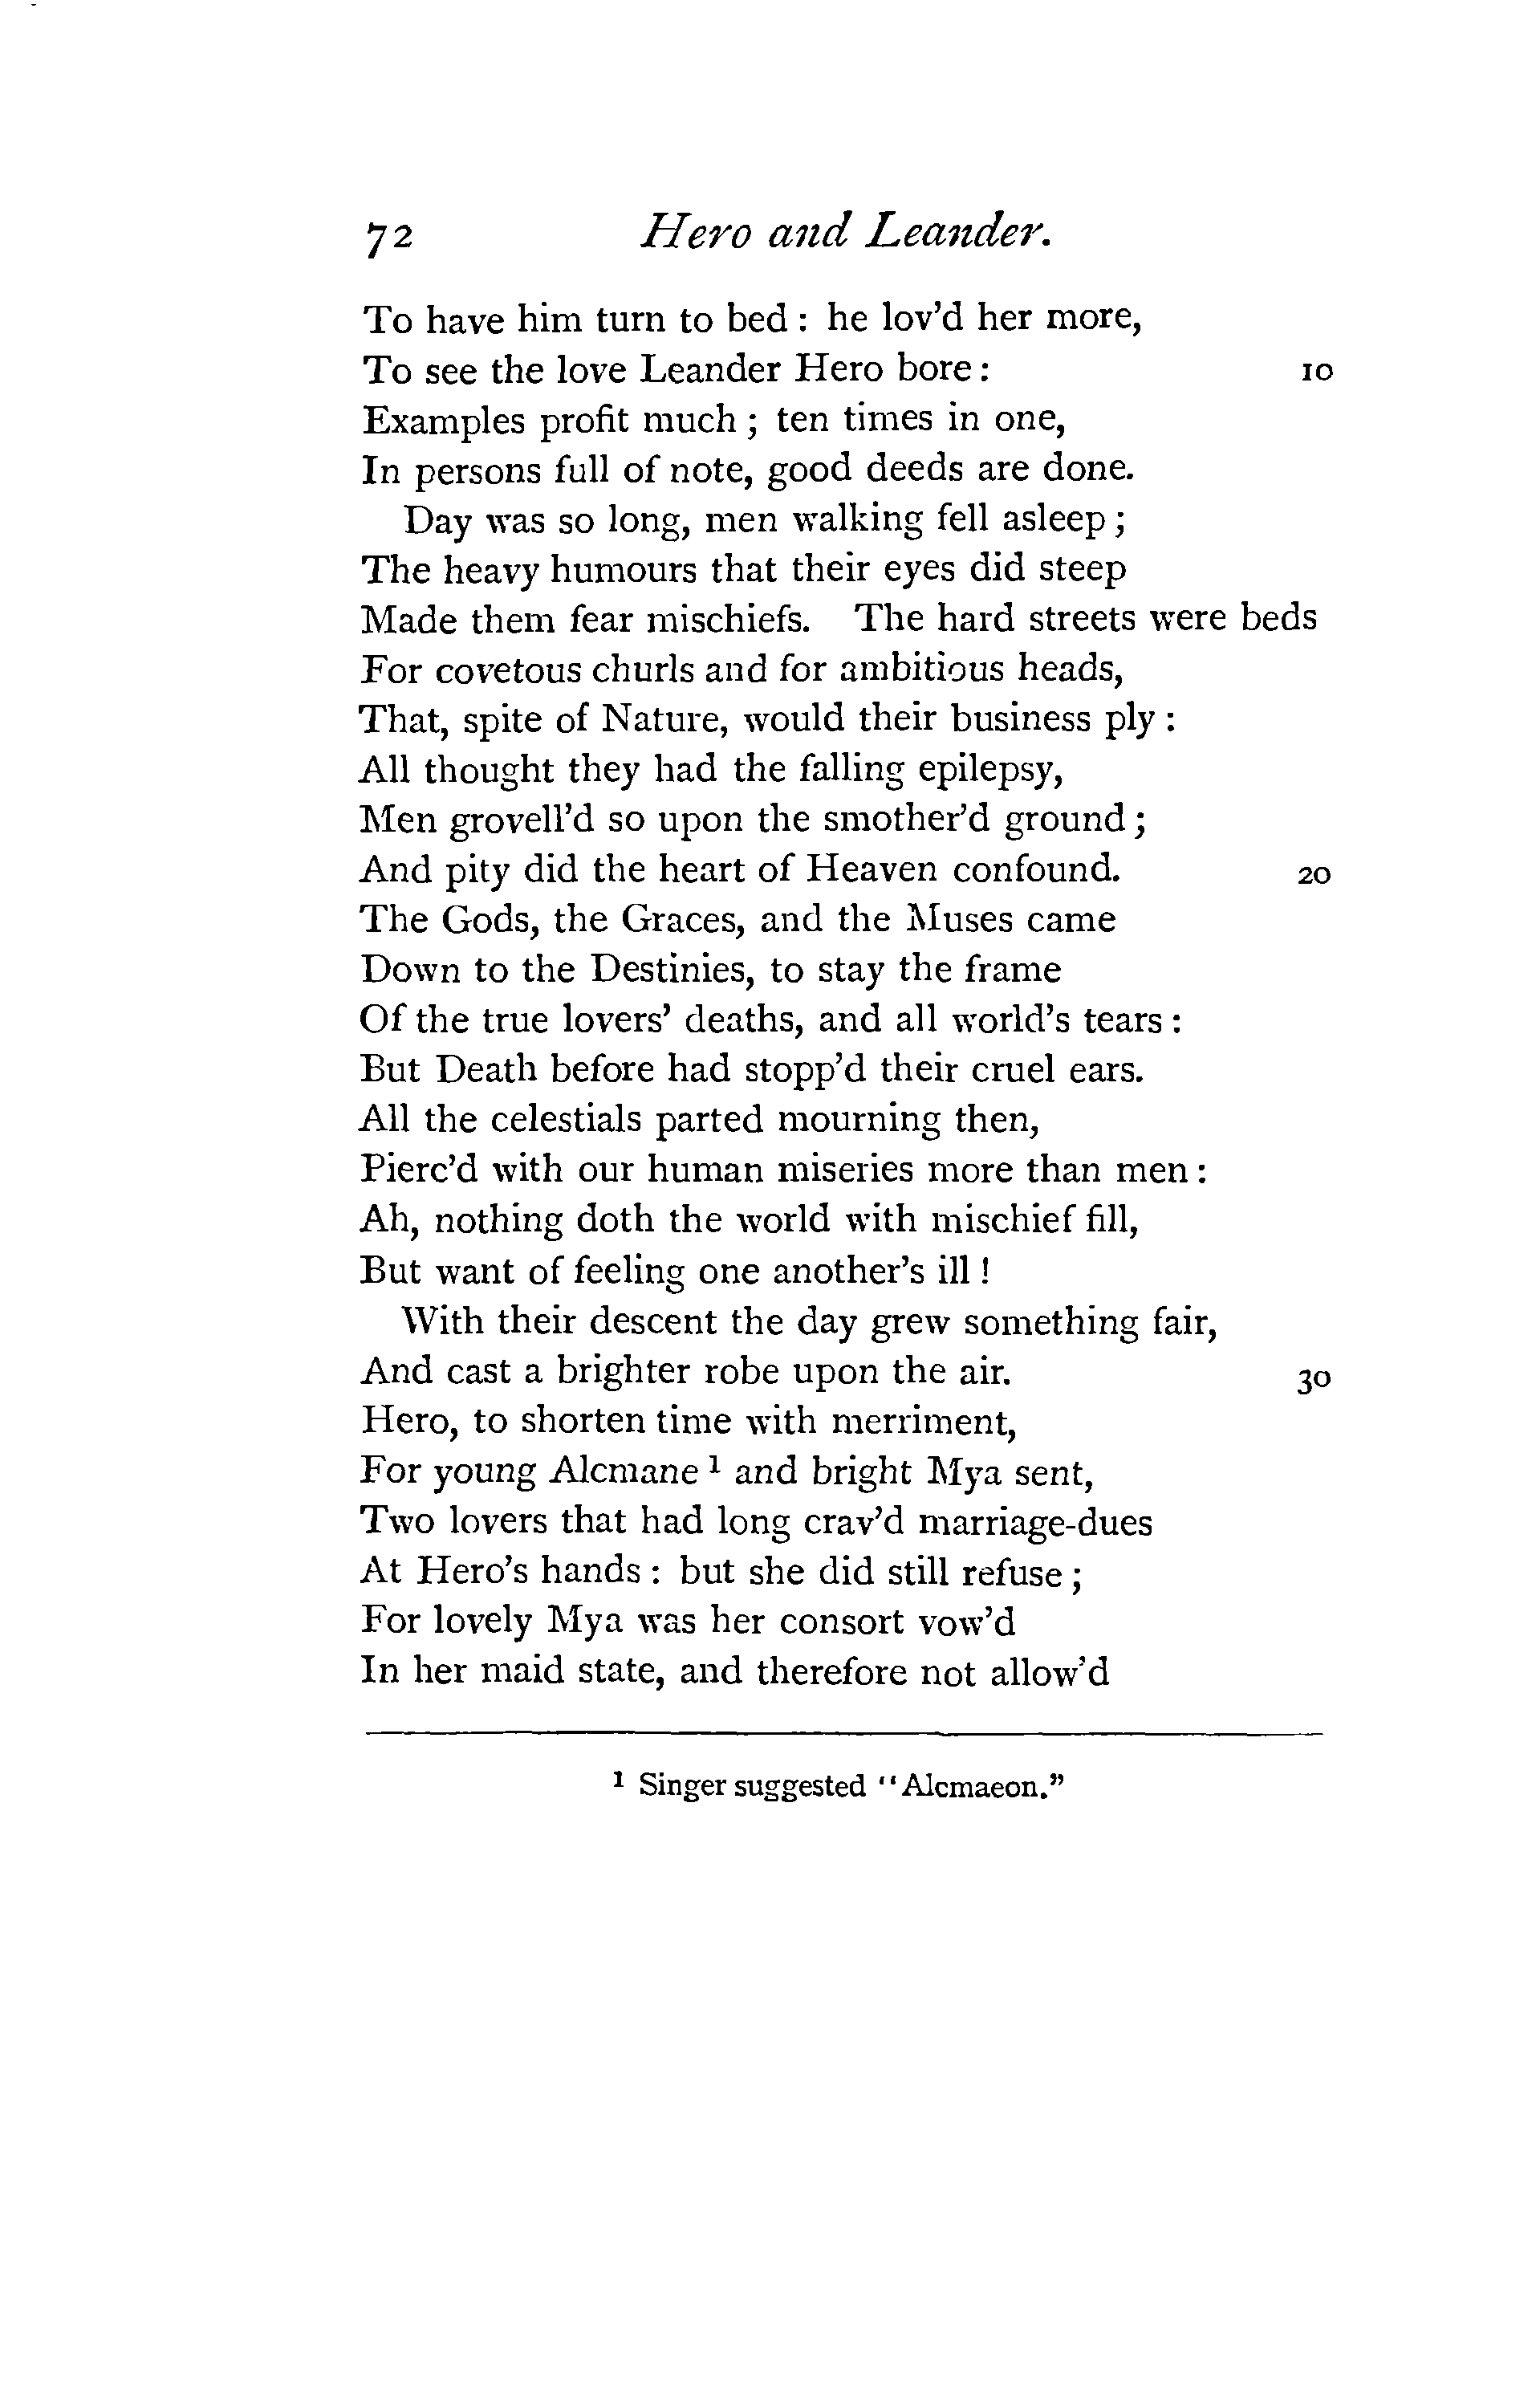 72 Hero and Leander.
To have him turn to bed : he lov’d her more,
To see the love Leander Hero bore : 10
Examples profit much ; ten times in one,
In persons full of note, good deeds are done.
Day was so long, men walking fell asleep ;
The heavy humours that their eyes did steep
Made them fear mischiefs. The hard streets were beds
For covetous churls and for ambitious heads,
That, spite of Nature, would their business ply :
All thought they had the falling epilepsy,
Men grovell’d so upon the smother’d ground ;
And pity did the heart of Heaven confound. 20
The Gods, the Graces, and the Muses came
Down to the Destinies, to stay the frame
Of the true lovers’ deaths, and all world’s tears :
But Death before had stopp’d their cruel ears.
All the celestials parted mourning then,
Pierc’d with our human miseries more than men :
Ah, nothing doth the world with mischief fill,
But want of feeling one another’s ill !
With their descent the day grew something fair,
And cast a brighter robe upon the air. 30
Hero, to shorten time with merriment,
For young Alcmane ¹ and bright Mya sent,
Two lovers that had long crav’d marriage-dues
At Hero’s hands : but she did still refuse ;
For lovely Mya was her consort vow’d
In her maid state, and therefore not allow’d
¹ Singer suggested “Alcmaeon.”